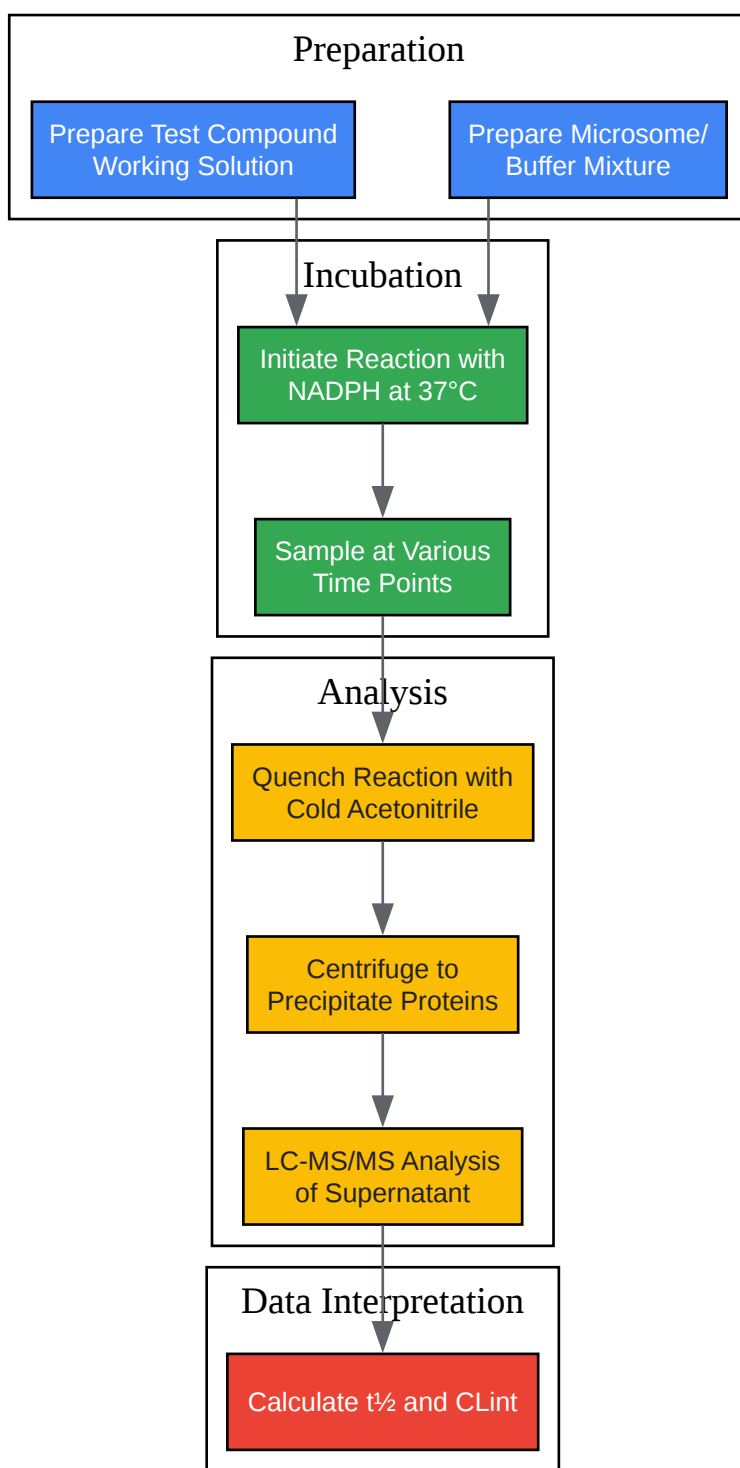 Preparation
Prepare Test Compound
Working Solution
Prepare Microsome/
Buffer Mixture
Incubation
Initiate Reaction with
NADPH at 37°C
Sample at Various
Time Points
Analysis
Quench Reaction with
Cold Acetonitrile
Centrifuge to
Precipitate Proteins
LC-MS/MS Analysis
of Supernatant
Data Interpretation
Calculate t½ and CLint